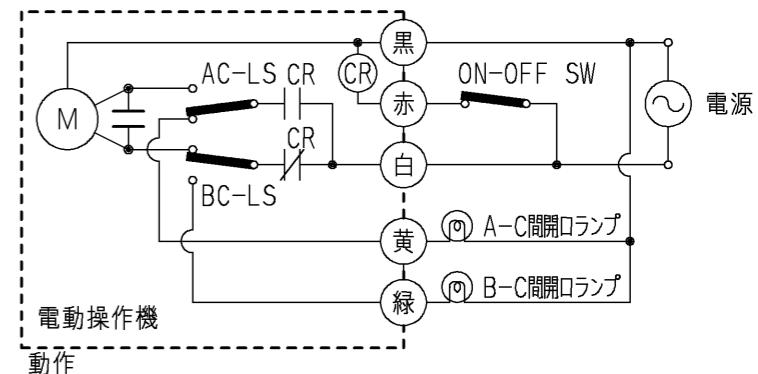 黒
AC-LS CR
CR
ON-OFF SW
M
赤
電源
CR
白
BC-LS
黄
A-C間開口ランプ
緑
B-C間開口ランプ
電動操作機
動作